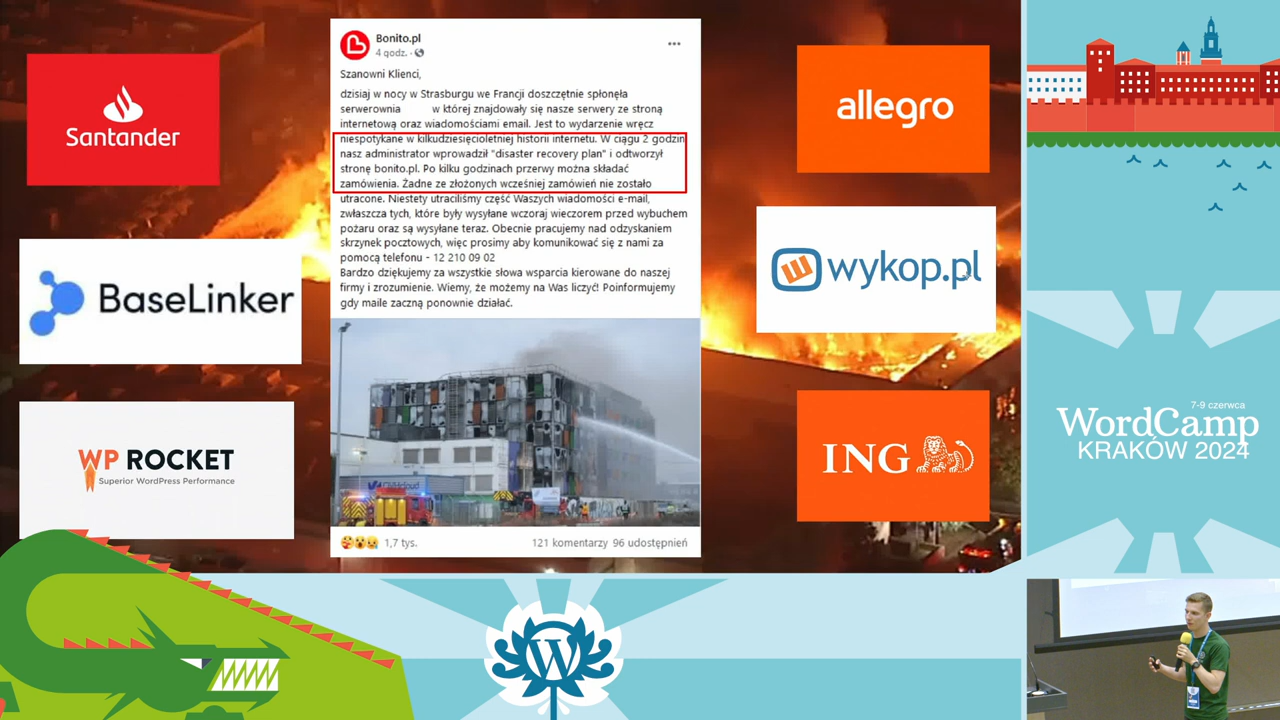 Santander
BaseLinker
WP ROCKET
Superior WordPress Performance
Bonito.pl
4 godz. ·
Szanowni Klienci,
dzisiaj w nocy w Strasburgu we Francji doszczętnie spłonęła
serwerownia w której znajdowały się nasze serwery ze stroną
internetową oraz wiadomościami email. Jest to wydarzenie wręcz
niespotykane w kilkudziesięcioletniej historii internetu. W ciągu 2 godzin
nasz administrator wprowadził "disaster recovery plan" i odtworzył
stronę bonito.pl. Po kilku godzinach przerwy można składać
zamówienia. Żadne ze złożonych wcześniej zamówień nie zostało
utracone. Niestety utraciliśmy część Waszych wiadomości e-mail,
zwłaszcza tych, które były wysyłane wczoraj wieczorem przed wybuchem
pożaru oraz są wysyłane teraz. Obecnie pracujemy nad odzyskaniem
skrzynek pocztowych, więc prosimy aby komunikować się z nami za
pomocą telefonu - 12 210 09 02
Bardzo dziękujemy za wszystkie słowa wsparcia kierowane do naszej
firmy i zrozumienie. Wiemy, że możemy na Was liczyć! Poinformujemy
gdy maile zaczną ponownie działać.
1,7 tys.
121 komentarzy 96 udostępnień
allegro
wykop.pl
ING
7-9 czerwca
WordCamp
KRAKÓW 2024
W